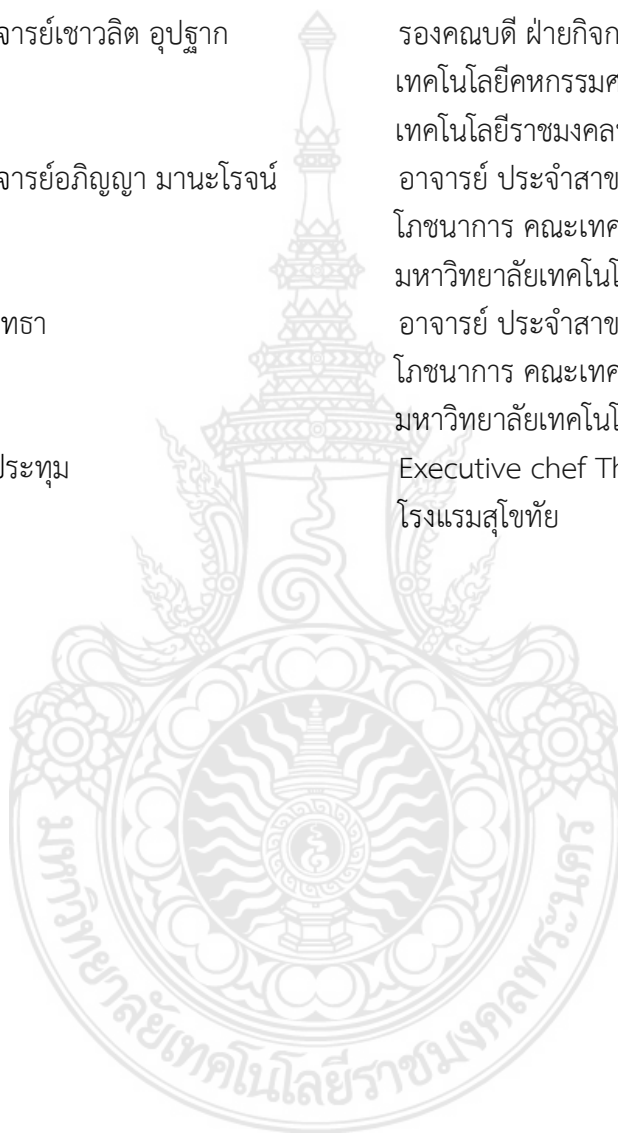 จารย์เชาวลิต อุปฐาก รองคณบดี ฝ่ายกิจก
เทคโนโลยีคหกรรมศ
เทคโนโลยีราชมงคล
จารย์อภิญญา มานะโรจน์ อาจารย์ ประจำสาข
โภชนาการ คณะเทค
มหาวิทยาลัยเทคโนโ
ทธา อาจารย์ ประจำสาข
โภชนาการ คณะเทค
มหาวิทยาลัยเทคโนโ
ประทุม Executive chef Th
โรงแรมสุโขทัย
มหาวิทยาลัยเทคโนโลยีราชมงคลพระนคร